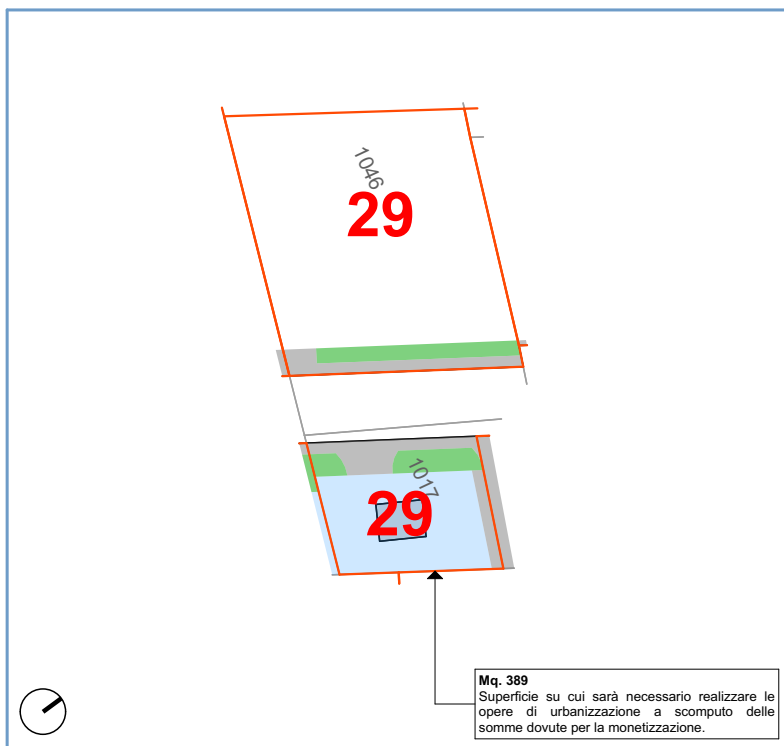 1046
29
1017
29
Mq. 389
Superficie su cui sarà necessario realizzare le
opere di urbanizzazione a scomputo delle
somme dovute per la monetizzazione.